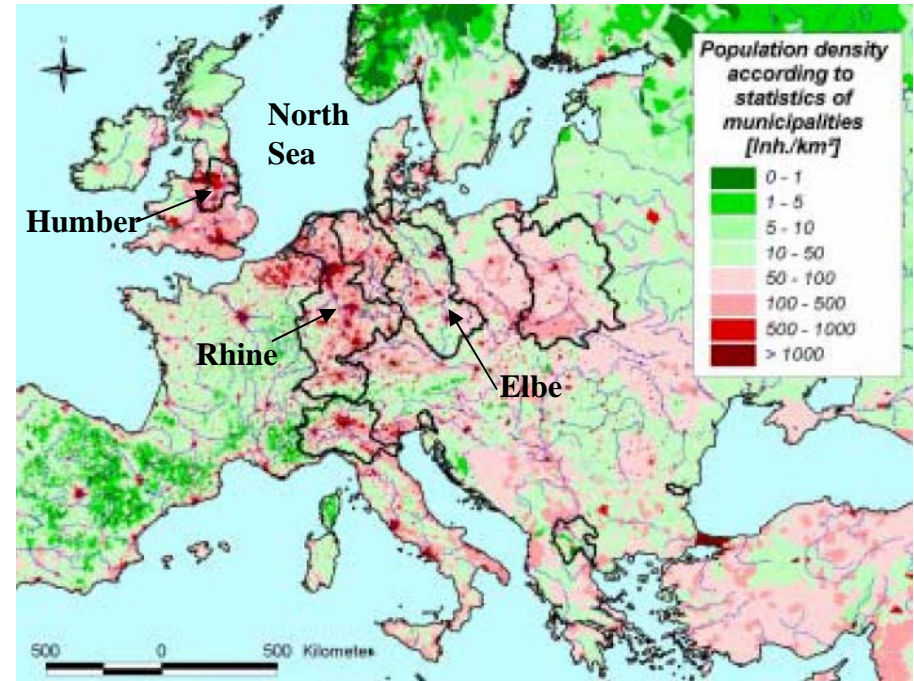 North
Sea
Humber
Rhine
Elbe
Population density
according to
statistics of
municipalities
[Inh./km²]
0 - 1
1 - 5
5 - 10
10 - 50
50 - 100
100 - 500
500 - 1000
> 1000
500 0 500 Kilometer